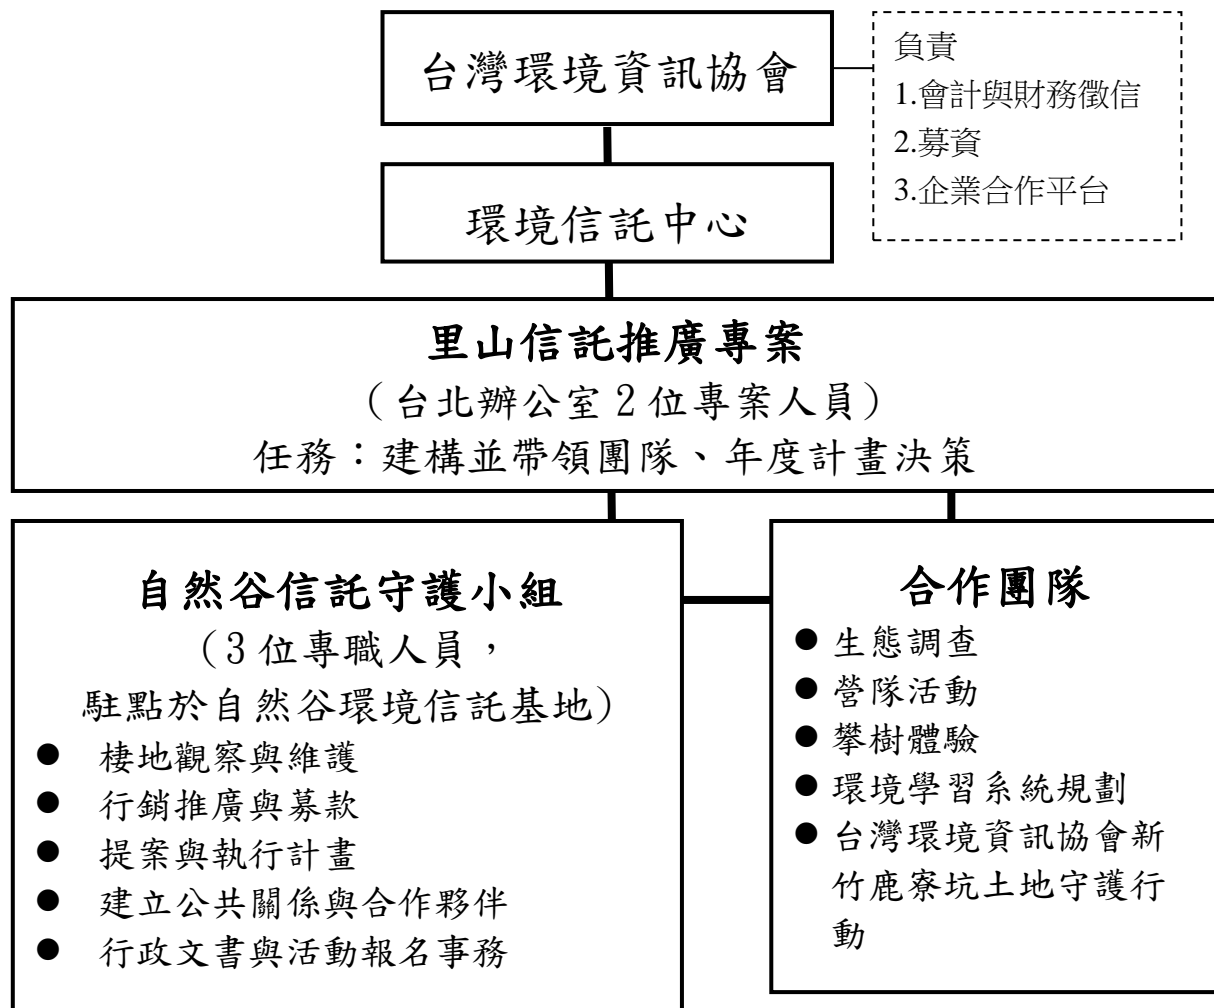 台灣環境資訊協會
負責
1.會計與財務徵信
2.募資
3.企業合作平台
環境信託中心
里山信託推廣專案
（台北辦公室 2 位專案人員）
任務：建構並帶領團隊、年度計畫決策
自然谷信託守護小組
（3 位專職人員，
駐點於自然谷環境信託基地）
● 棲地觀察與維護
● 行銷推廣與募款
● 提案與執行計畫
● 建立公共關係與合作夥伴
● 行政文書與活動報名事務
合作團隊
● 生態調查
● 營隊活動
● 攀樹體驗
● 環境學習系統規劃
● 台灣環境資訊協會新
竹鹿寮坑土地守護行
動